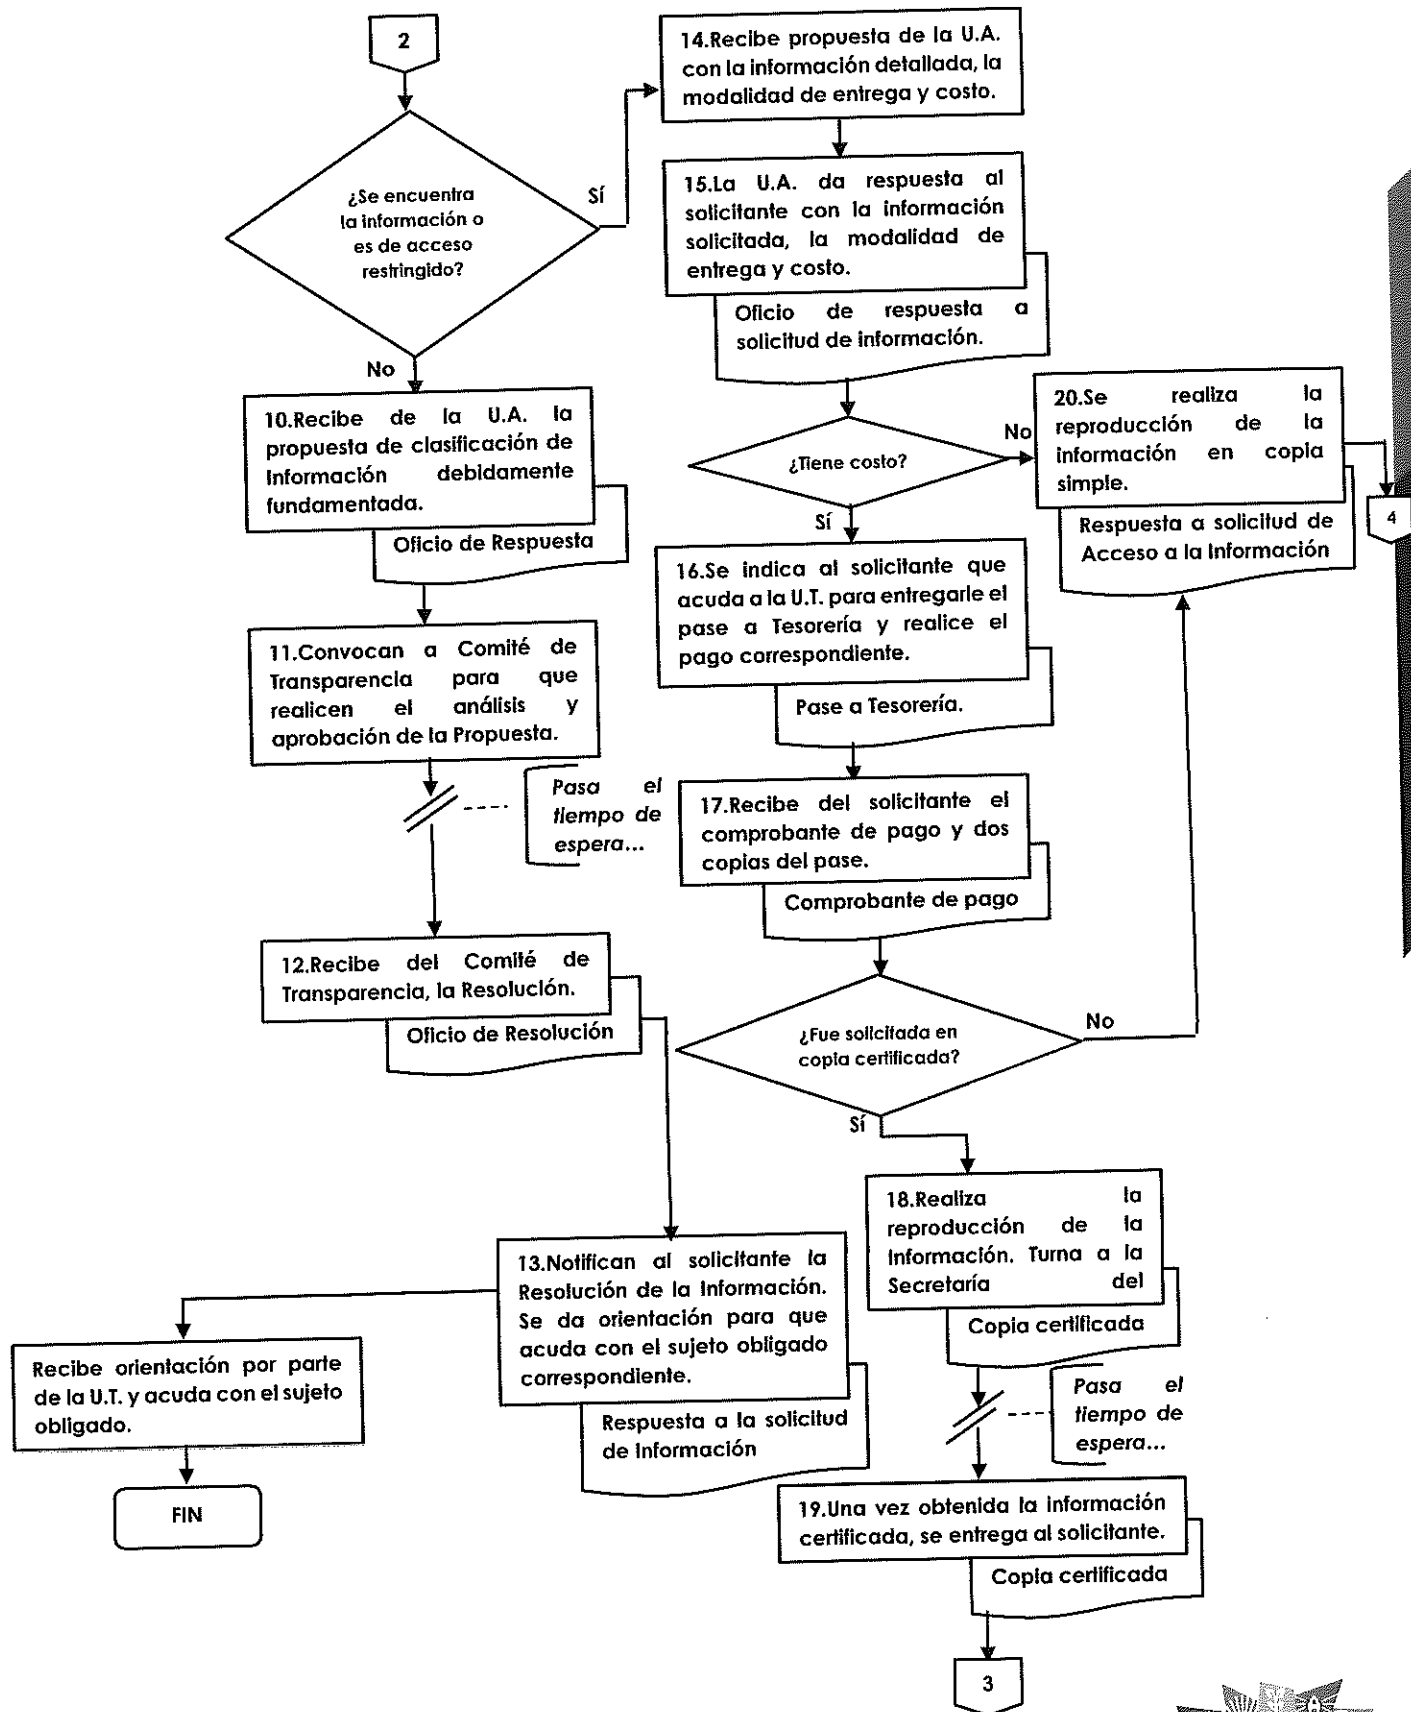 2
¿Se encuentra
la información o
es de acceso
restringido?
Sí
No
10.Recibe de la U.A. la
propuesta de clasificación de
Información debidamente
fundamentada.
Oficio de Respuesta
11.Convocan a Comité de
Transparencia para que
realicen el análisis y
aprobación de la Propuesta.
Pasa el
tiempo de
espera...
12.Recibe del Comité de
Transparencia, la Resolución.
Oficio de Resolución
13.Notifican al solicitante la
Resolución de la Información.
Se da orientación para que
acuda con el sujeto obligado
correspondiente.
Respuesta a la solicitud
de Información
Recibe orientación por parte
de la U.T. y acuda con el sujeto
obligado.
FIN
14.Recibe propuesta de la U.A.
con la información detallada, la
modalidad de entrega y costo.
15.La U.A. da respuesta al
solicitante con la información
solicitada, la modalidad de
entrega y costo.
Oficio de respuesta a
solicitud de información.
¿Tiene costo?
No
Sí
20.Se realiza la
reproducción de la
información en copia
simple.
Respuesta a solicitud de
Acceso a la Información
4
16.Se indica al solicitante que
acuda a la U.T. para entregarle el
pase a Tesorería y realice el
pago correspondiente.
Pase a Tesorería.
17.Recibe del solicitante el
comprobante de pago y dos
copias del pase.
Comprobante de pago
¿Fue solicitada en
copia certificada?
No
Sí
18.Realiza la
reproducción de la
Información. Turna a la
Secretaría del
Copia certificada
Pasa el
tiempo de
espera...
19.Una vez obtenida la información
certificada, se entrega al solicitante.
Copia certificada
3